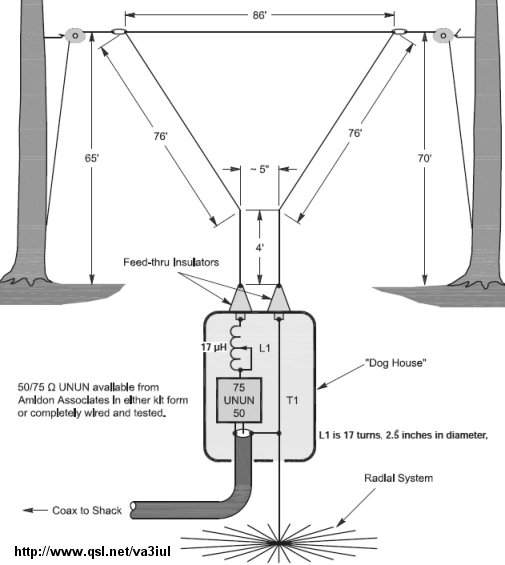 86'
76'
76'
65'
70'
~ 5"
4'
Feed-thru Insulators
17 µH
L1
"Dog House"
50/75 Ω UNUN available from
Amidon Associates in either kit form
or completely wired and tested.
75
UNUN
50
T1
L1 is 17 turns, 2.5 inches in diameter,
Radial System
Coax to Shack
http://www.qsl.net/va3iul